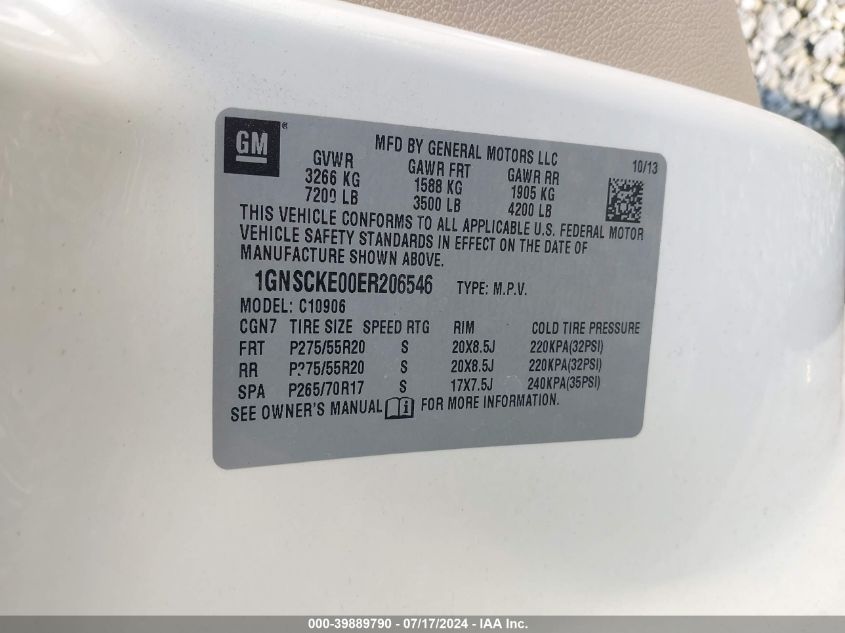 GM ®
MFD BY GENERAL MOTORS LLC 10/13
GVWR GAWR FRT GAWR RR
3266 KG 1588 KG 1905 KG
7200 LB 3500 LB 4200 LB
THIS VEHICLE CONFORMS TO ALL APPLICABLE U.S. FEDERAL MOTOR
VEHICLE SAFETY STANDARDS IN EFFECT ON THE DATE OF
MANUFACTURE SHOWN ABOVE.
1GNSCKE00ER206546 TYPE: M.P.V.
MODEL: C10906
CGN7 TIRE SIZE SPEED RTG RIM COLD TIRE PRESSURE
FRT P275/55R20 S 20X8.5J 220KPA(32PSI)
RR P275/55R20 S 20X8.5J 220KPA(32PSI)
SPA P265/70R17 S 17X7.5J 240KPA(35PSI)
SEE OWNER'S MANUAL i FOR MORE INFORMATION.
000-39889790 - 07/17/2024 - IAAI.com